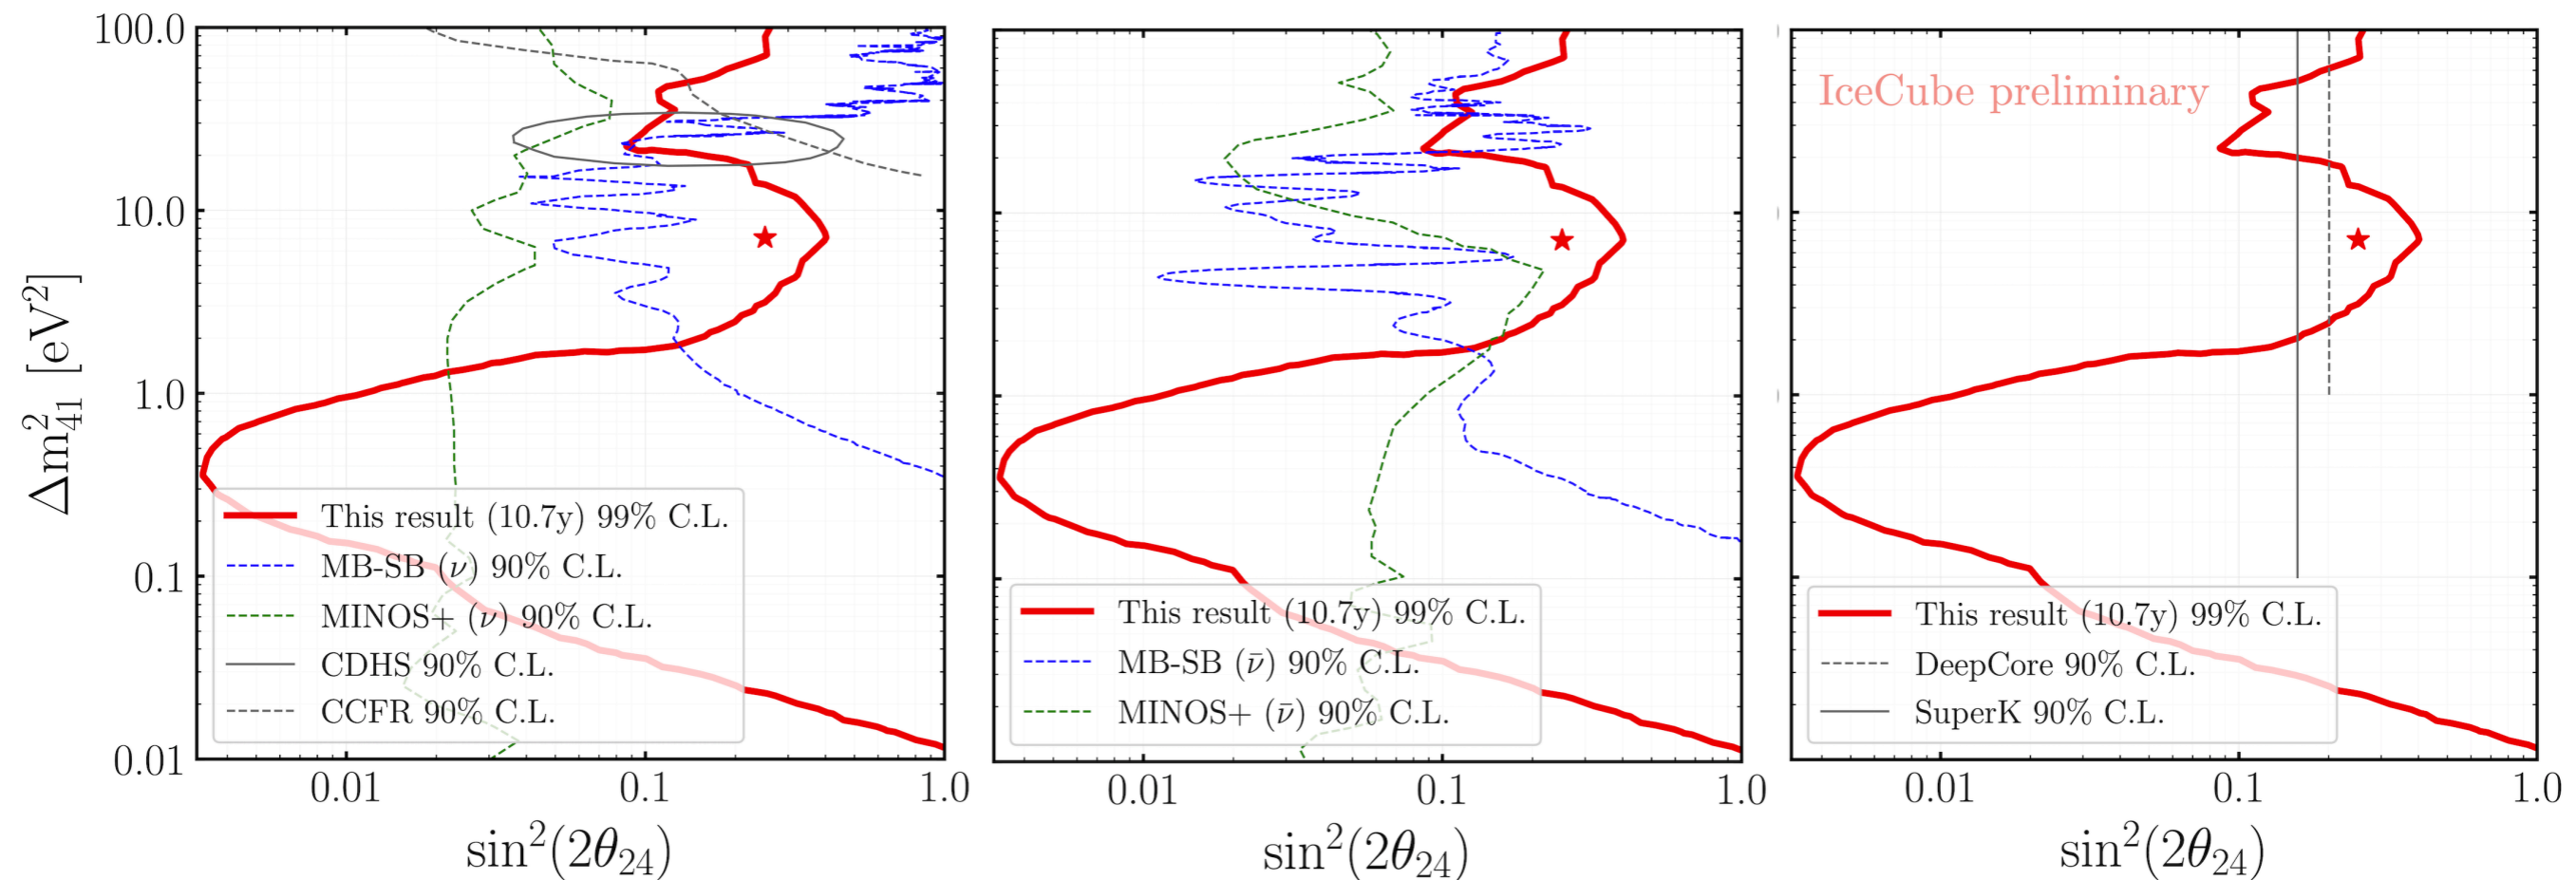 100.0
10.0
1.0
0.1
0.01
Δm²₄₁ [eV²]
This result (10.7y) 99% C.L.
MB-SB (ν) 90% C.L.
MINOS+ (ν) 90% C.L.
CDHS 90% C.L.
CCFR 90% C.L.
0.01 0.1 1.0
sin²(2θ₂₄)
This result (10.7y) 99% C.L.
MB-SB (ν̄) 90% C.L.
MINOS+ (ν̄) 90% C.L.
0.01 0.1 1.0
sin²(2θ₂₄)
IceCube preliminary
This result (10.7y) 99% C.L.
DeepCore 90% C.L.
SuperK 90% C.L.
0.01 0.1 1.0
sin²(2θ₂₄)